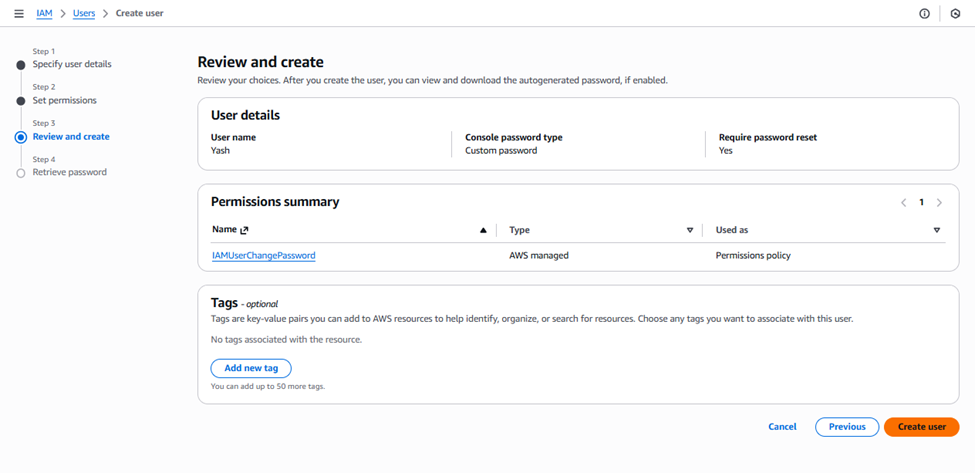 IAM > Users > Create user
Step 1
Specify user details
Step 2
Set permissions
Step 3
Review and create
Step 4
Retrieve password
Review and create
Review your choices. After you create the user, you can view and download the autogenerated password, if enabled.
User details
User name
Yash
Console password type
Custom password
Require password reset
Yes
Permissions summary
1
Name Type Used as
IAMUserChangePassword AWS managed Permissions policy
Tags - optional
Tags are key-value pairs you can add to AWS resources to help identify, organize, or search for resources. Choose any tags you want to associate with this user.
No tags associated with the resource.
Add new tag
You can add up to 50 more tags.
Cancel Previous Create user